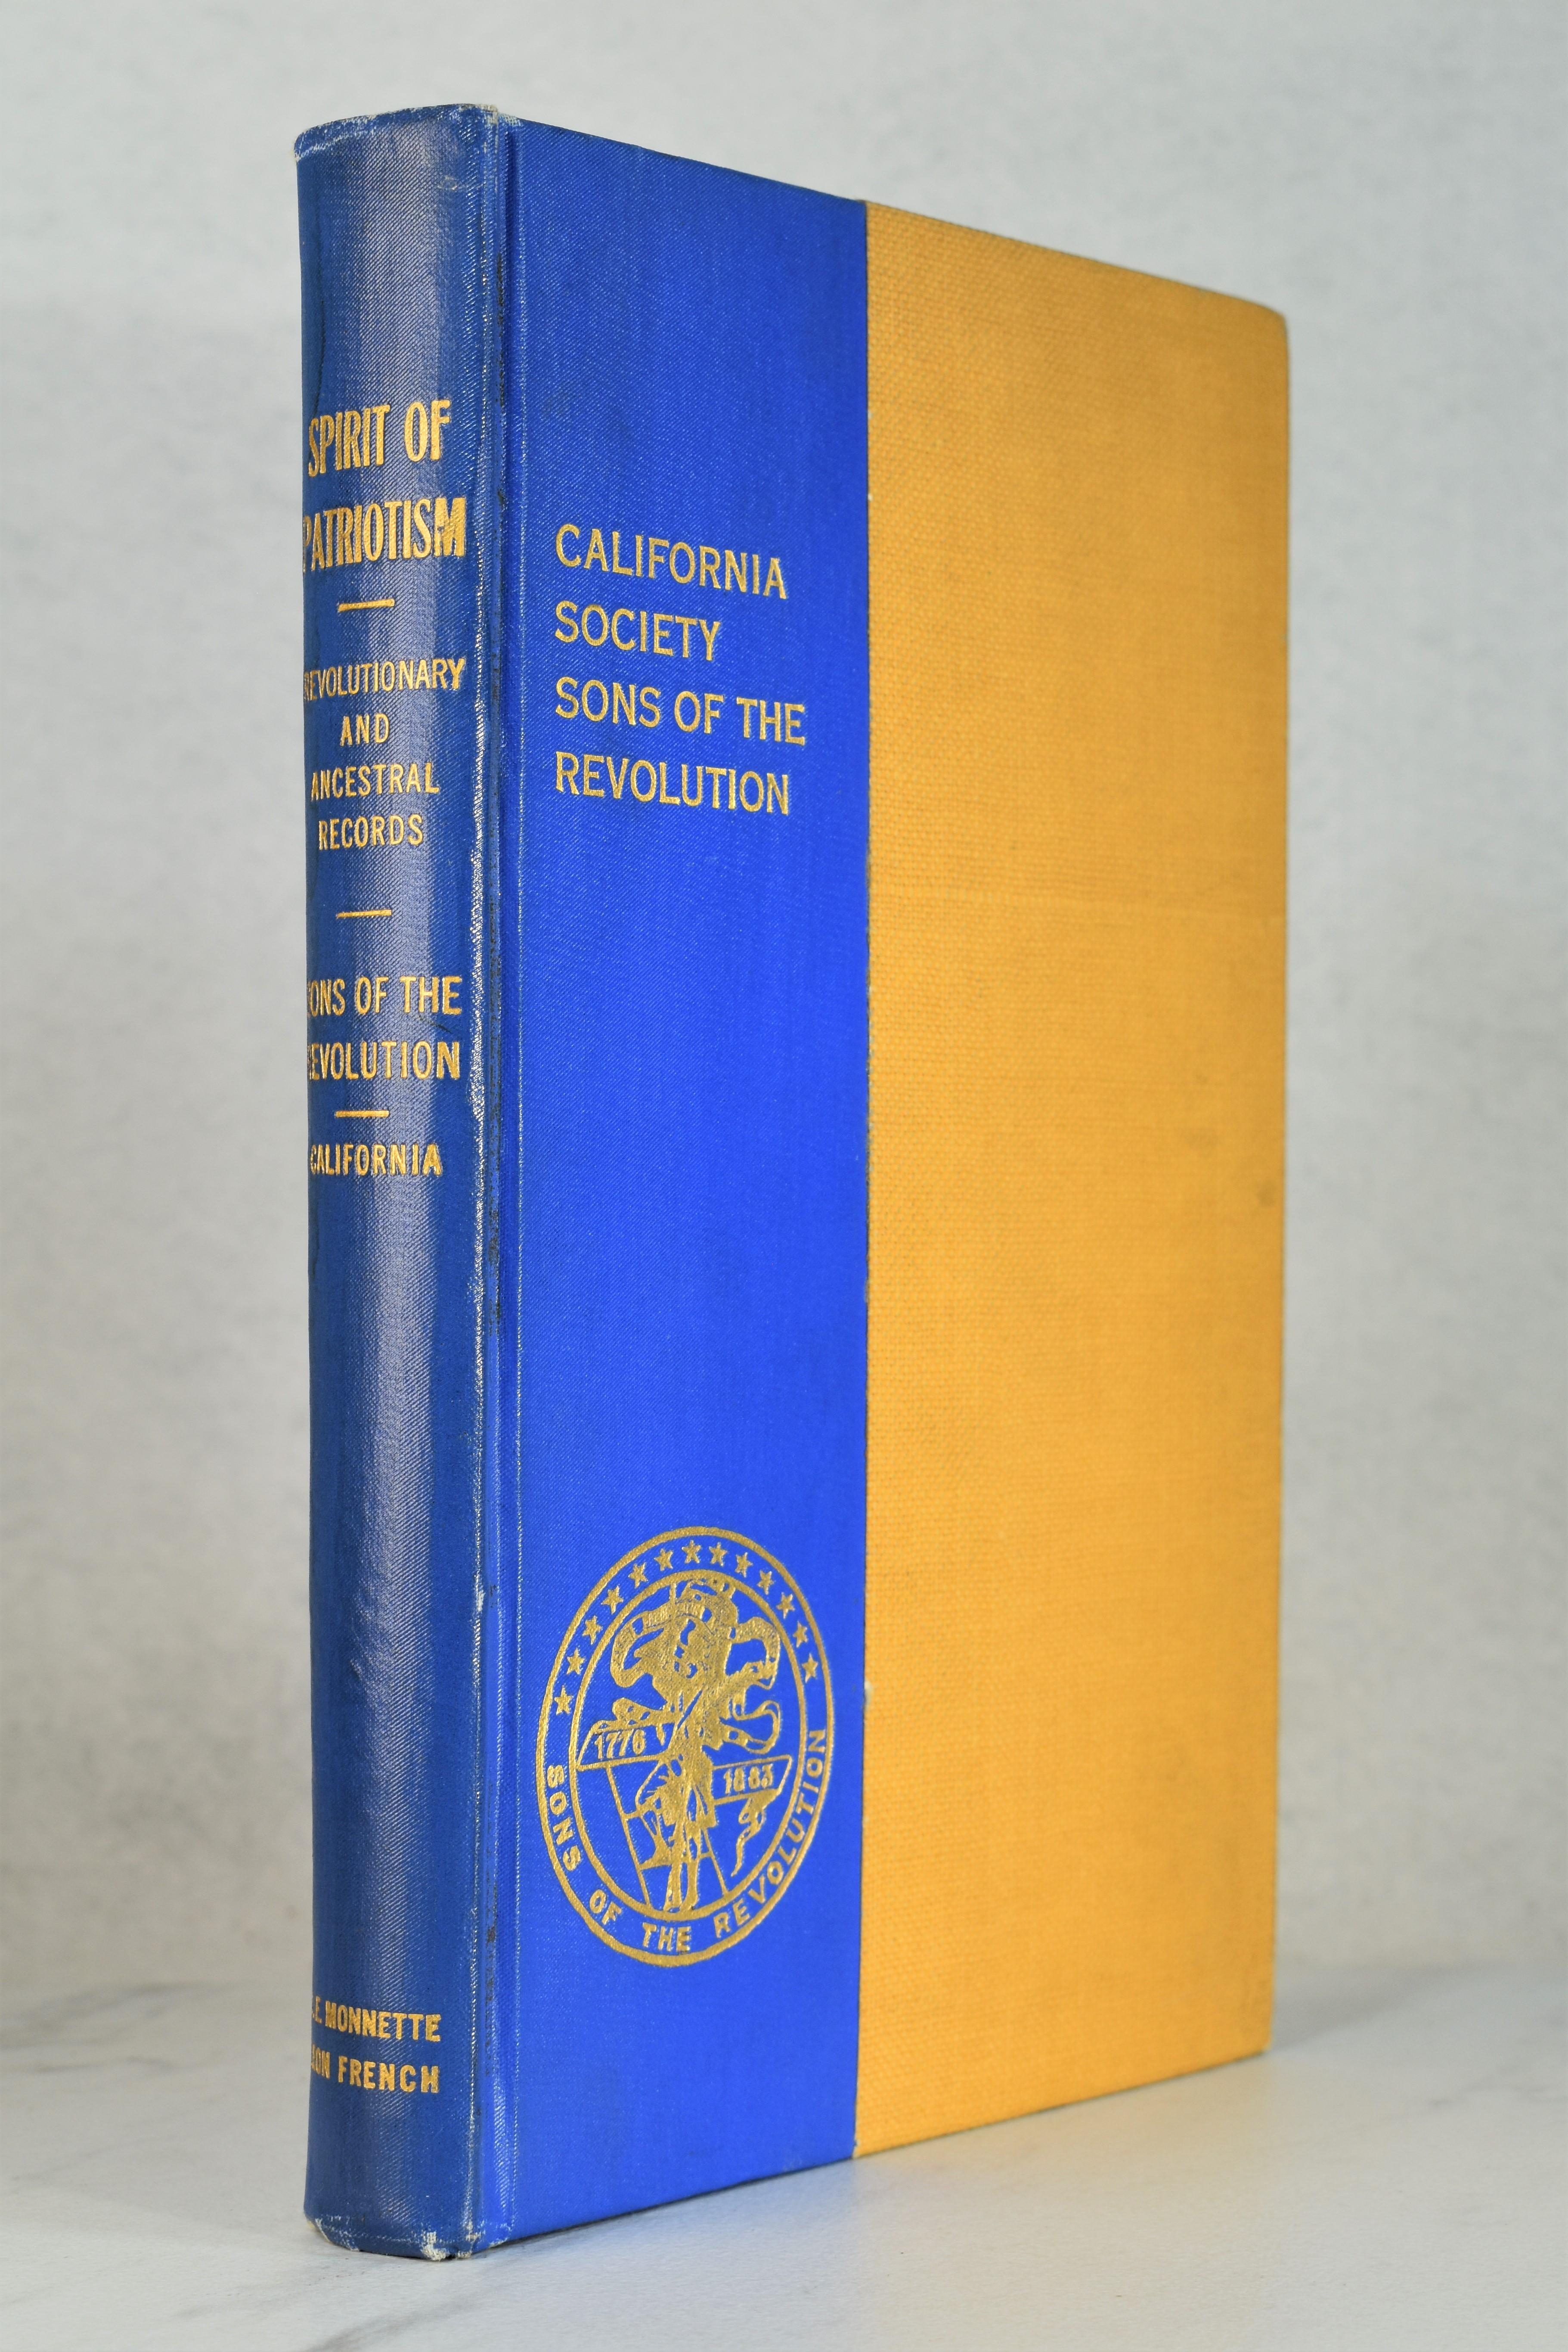 SPIRIT OF
PATRIOTISM
REVOLUTIONARY
AND
ANCESTRAL
RECORDS
SONS OF THE
REVOLUTION
CALIFORNIA
.E. MONNETTE
FRENCH
CALIFORNIA
SOCIETY
SONS OF THE
REVOLUTION
1776
1883
SONS OF THE REVOLUTION